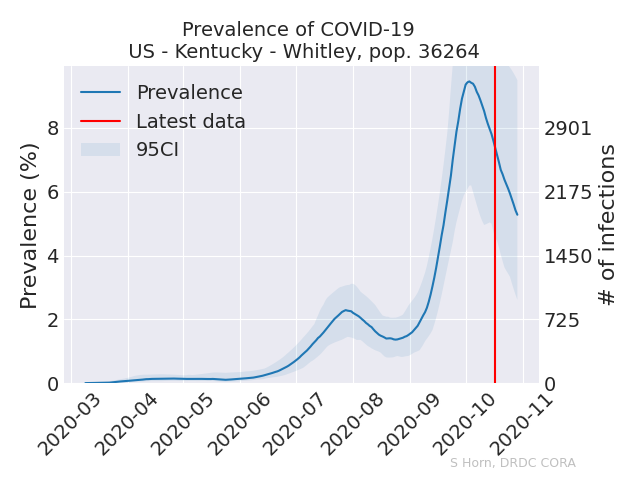 Prevalence of COVID-19
US - Kentucky - Whitley, pop. 36264
Prevalence
Latest data
95CI
Prevalence (%)
8
6
4
2
0
2901
2175
1450
725
0
# of infections
2020-03
2020-04
2020-05
2020-06
2020-07
2020-08
2020-09
2020-10
2020-11
S Horn, DRDC CORA